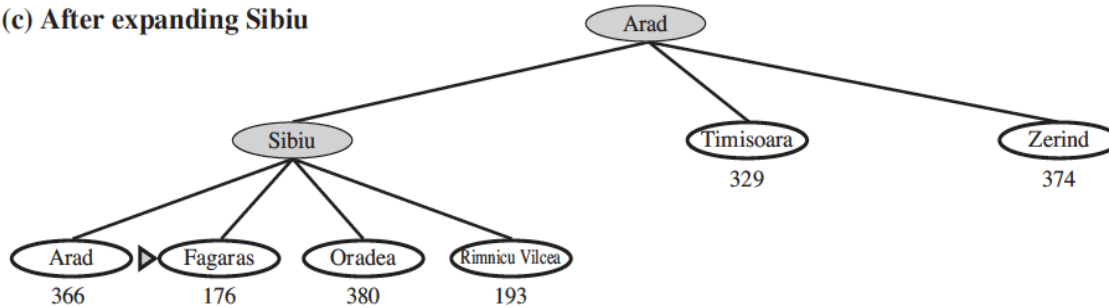 (c) After expanding Sibiu
Arad
Sibiu
Timisoara
Zerind
329
374
Arad
Fagaras
Oradea
Rimnicu Vilcea
366
176
380
193